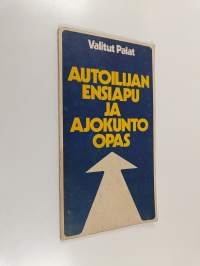 Valitut Palat
AUTOILIJAN
ENSIAPU
JA
AJOKUNTO
OPAS